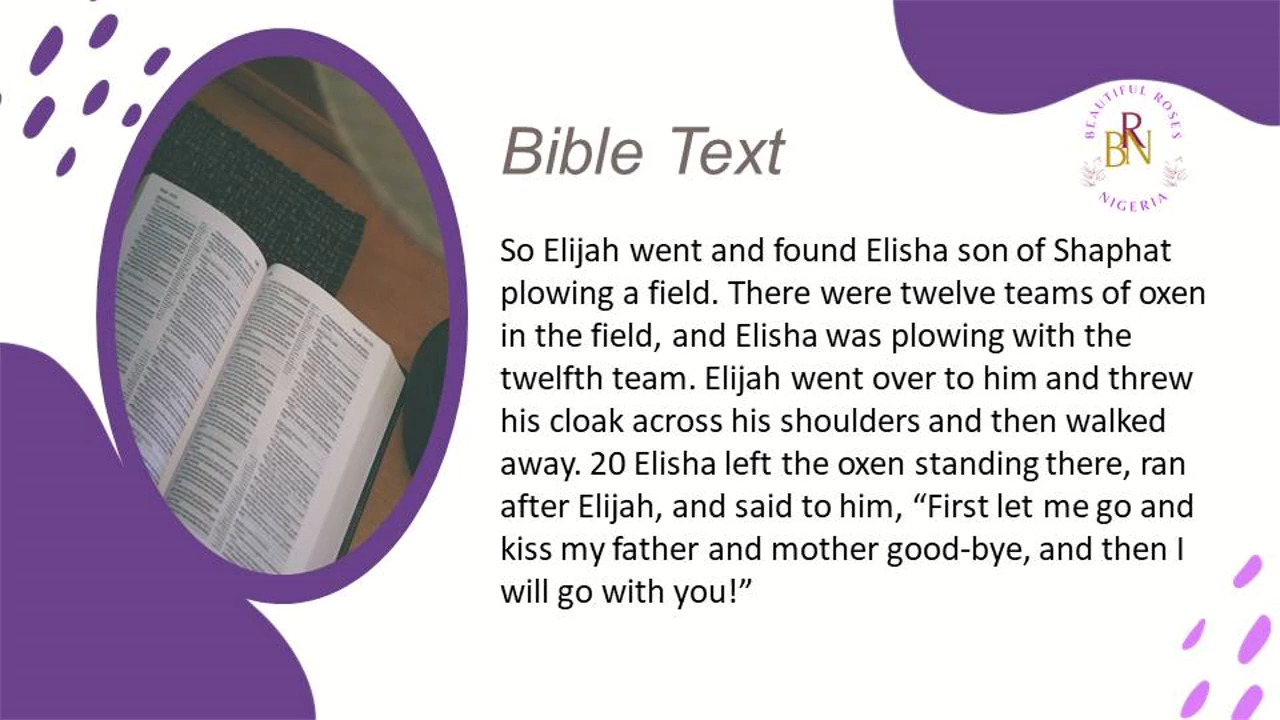 Bible Text
BEAUTIFUL ROSES
BRN
NIGERIA
So Elijah went and found Elisha son of Shaphat
plowing a field. There were twelve teams of oxen
in the field, and Elisha was plowing with the
twelfth team. Elijah went over to him and threw
his cloak across his shoulders and then walked
away. 20 Elisha left the oxen standing there, ran
after Elijah, and said to him, “First let me go and
kiss my father and mother good-bye, and then I
will go with you!”